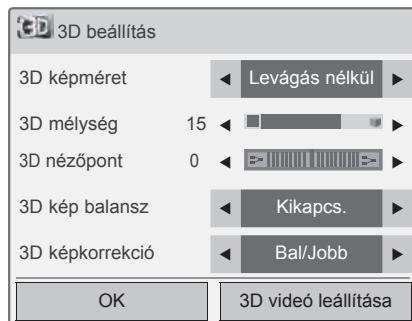 3D 3D beállítás
3D képméret ◄ Levágás nélkül ►
3D mélység 15 ◄ ►
3D nézőpont 0 ◄ ►
3D kép balansz ◄ Kikapcs. ►
3D képkorrekció ◄ Bal/Jobb ►
OK 3D videó leállítása